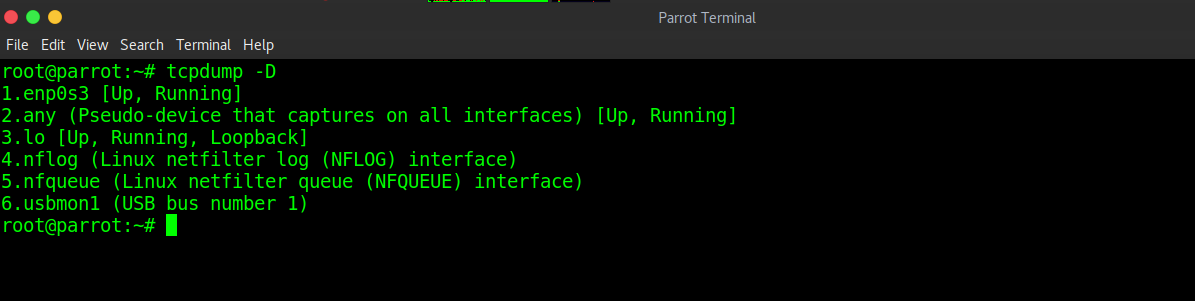 Parrot Terminal
File Edit View Search Terminal Help
root@parrot:~# tcpdump -D
1.enp0s3 [Up, Running]
2.any (Pseudo-device that captures on all interfaces) [Up, Running]
3.lo [Up, Running, Loopback]
4.nflog (Linux netfilter log (NFLOG) interface)
5.nfqueue (Linux netfilter queue (NFQUEUE) interface)
6.usbmon1 (USB bus number 1)
root@parrot:~#